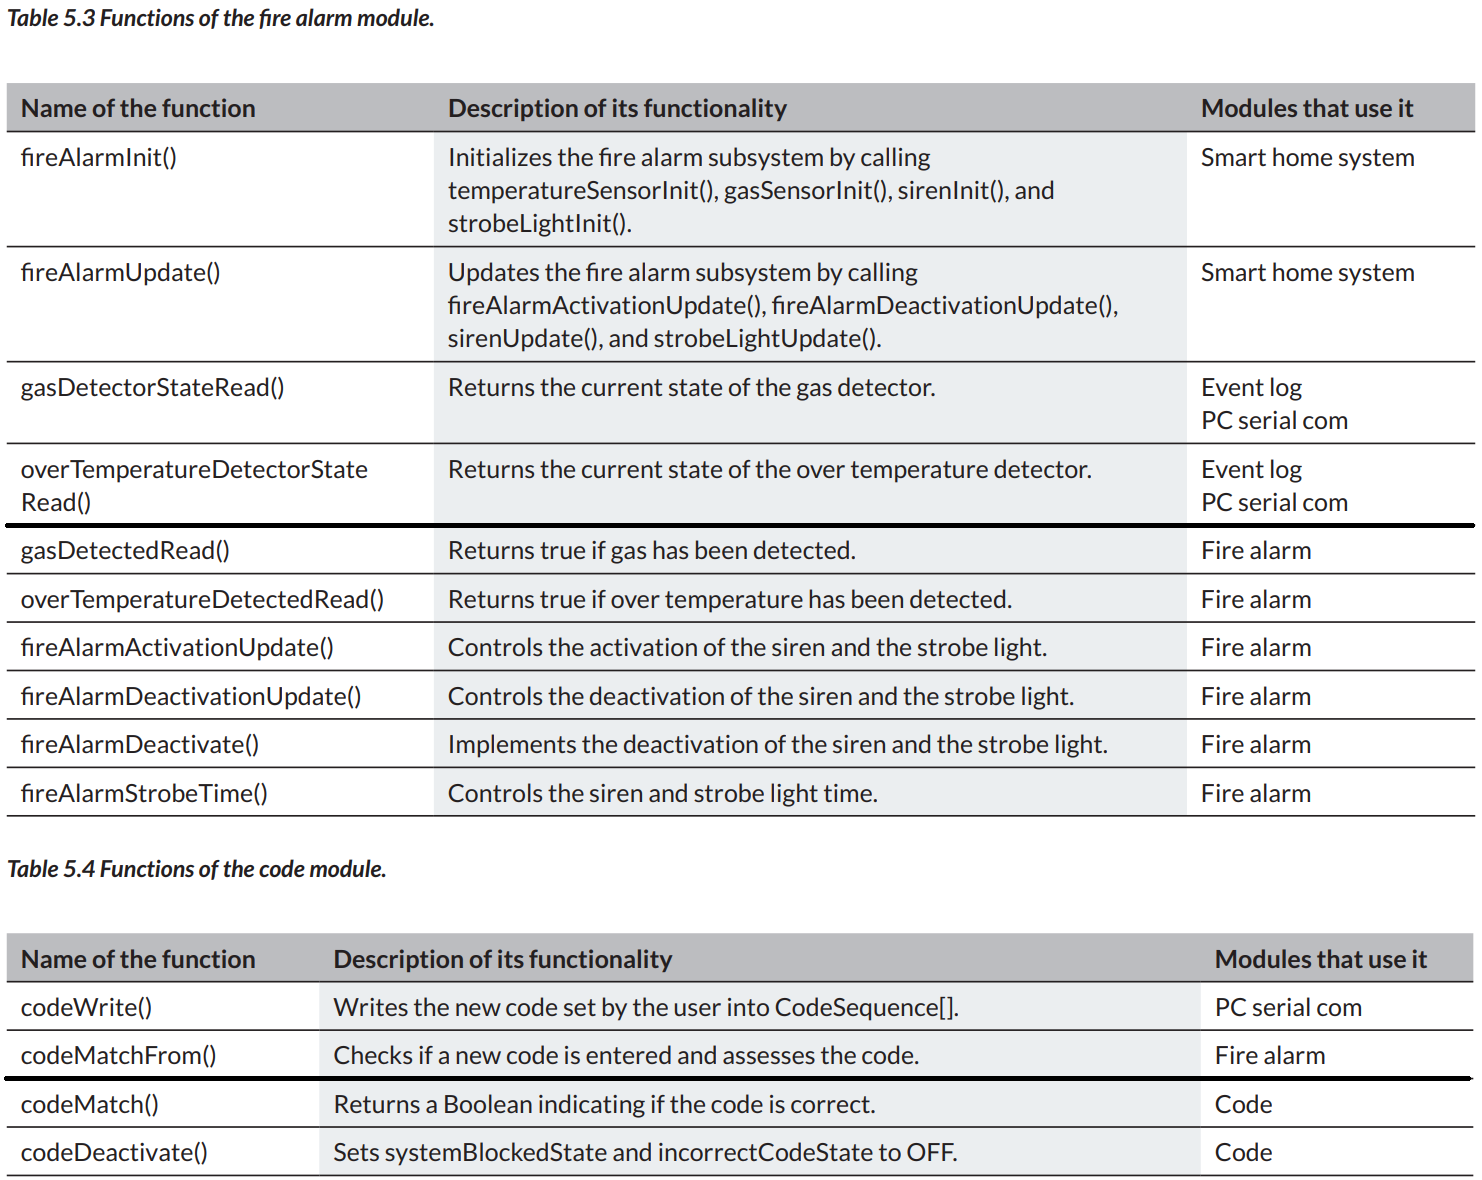 Table 5.3 Functions of the fire alarm module.
Name of the function Description of its functionality Modules that use it
fireAlarmInit() Initializes the fire alarm subsystem by calling Smart home system
temperatureSensorInit(), gasSensorInit(), sirenInit(), and
strobeLightInit().
fireAlarmUpdate() Updates the fire alarm subsystem by calling Smart home system
fireAlarmActivationUpdate(), fireAlarmDeactivationUpdate(),
sirenUpdate(), and strobeLightUpdate().
gasDetectorStateRead() Returns the current state of the gas detector. Event log
PC serial com
overTemperatureDetectorState Returns the current state of the over temperature detector. Event log
Read() PC serial com
gasDetectedRead() Returns true if gas has been detected. Fire alarm
overTemperatureDetectedRead() Returns true if over temperature has been detected. Fire alarm
fireAlarmActivationUpdate() Controls the activation of the siren and the strobe light. Fire alarm
fireAlarmDeactivationUpdate() Controls the deactivation of the siren and the strobe light. Fire alarm
fireAlarmDeactivate() Implements the deactivation of the siren and the strobe light. Fire alarm
fireAlarmStrobeTime() Controls the siren and strobe light time. Fire alarm
Table 5.4 Functions of the code module.
Name of the function Description of its functionality Modules that use it
codeWrite() Writes the new code set by the user into CodeSequence[]. PC serial com
codeMatchFrom() Checks if a new code is entered and assesses the code. Fire alarm
codeMatch() Returns a Boolean indicating if the code is correct. Code
codeDeactivate() Sets systemBlockedState and incorrectCodeState to OFF. Code